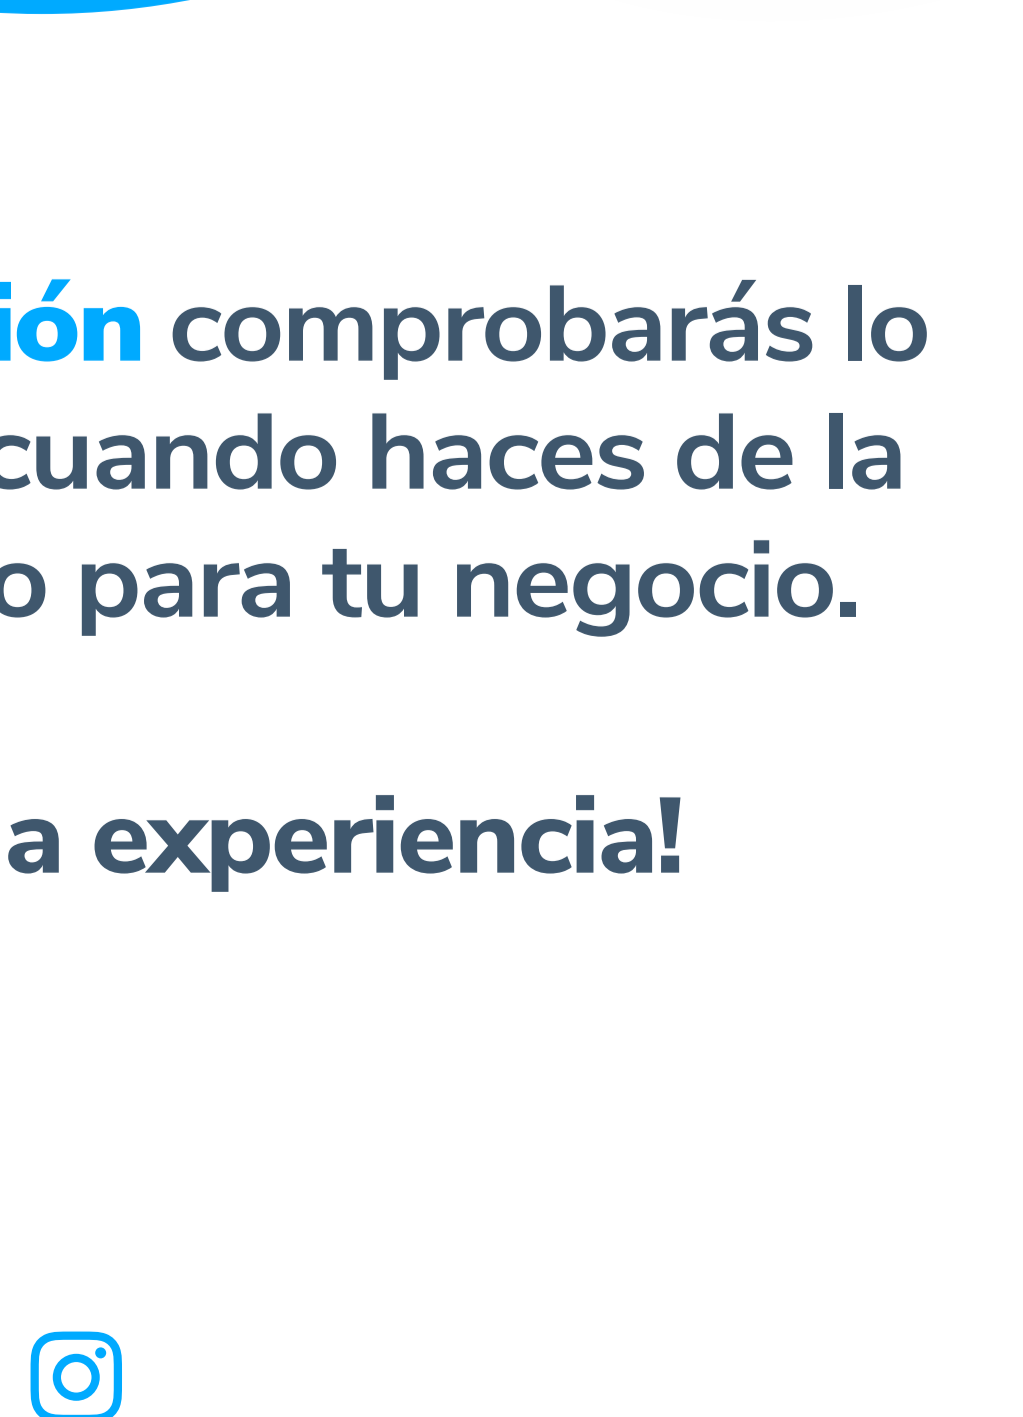 ión comprobarás lo
cuando haces de la
o para tu negocio.
a experiencia!